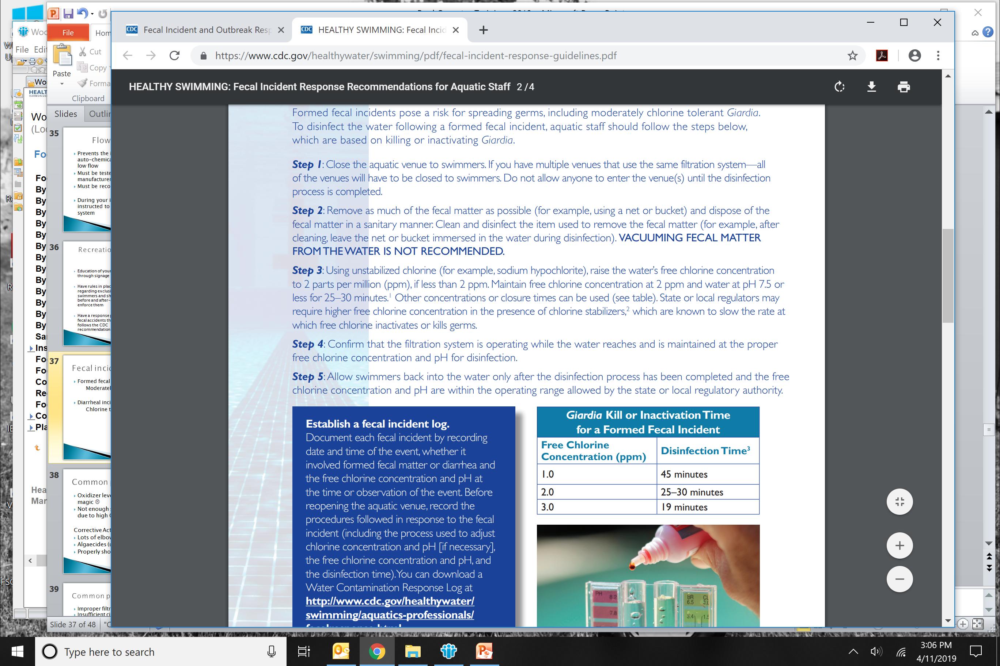 Fecal Incident and Outbreak Resp
HEALTHY SWIMMING: Fecal Incid
https://www.cdc.gov/healthywater/swimming/pdf/fecal-incident-response-guidelines.pdf
File
Hom
Cut
Copy
Paste
Forma
Clipboard
Slides
Outlin
File Edi
HEALTHY SWIMMING: Fecal Incident Response Recommendations for Aquatic Staff 2 / 4
Formed fecal incidents pose a risk for spreading germs, including moderately chlorine tolerant Giardia.
To disinfect the water following a formed fecal incident, aquatic staff should follow the steps below,
which are based on killing or inactivating Giardia.
Step 1: Close the aquatic venue to swimmers. If you have multiple venues that use the same filtration system—all
of the venues will have to be closed to swimmers. Do not allow anyone to enter the venue(s) until the disinfection
process is completed.
Step 2: Remove as much of the fecal matter as possible (for example, using a net or bucket) and dispose of the
fecal matter in a sanitary manner. Clean and disinfect the item used to remove the fecal matter (for example, after
cleaning, leave the net or bucket immersed in the water during disinfection). VACUUMING FECAL MATTER
FROM THE WATER IS NOT RECOMMENDED.
Step 3: Using unstabilized chlorine (for example, sodium hypochlorite), raise the water’s free chlorine concentration
to 2 parts per million (ppm), if less than 2 ppm. Maintain free chlorine concentration at 2 ppm and water at pH 7.5 or
less for 25–30 minutes.1 Other concentrations or closure times can be used (see table). State or local regulators may
require higher free chlorine concentration in the presence of chlorine stabilizers,2 which are known to slow the rate at
which free chlorine inactivates or kills germs.
Step 4: Confirm that the filtration system is operating while the water reaches and is maintained at the proper
free chlorine concentration and pH for disinfection.
Step 5: Allow swimmers back into the water only after the disinfection process has been completed and the free
chlorine concentration and pH are within the operating range allowed by the state or local regulatory authority.
Establish a fecal incident log.
Document each fecal incident by recording
date and time of the event, whether it
involved formed fecal matter or diarrhea and
the free chlorine concentration and pH at
the time or observation of the event. Before
reopening the aquatic venue, record the
procedures followed in response to the fecal
incident (including the process used to adjust
chlorine concentration and pH [if necessary],
the free chlorine concentration and pH, and
the disinfection time). You can download a
Water Contamination Response Log at
http://www.cdc.gov/healthywater/
swimming/aquatics-professionals/
Giardia Kill or Inactivation Time
for a Formed Fecal Incident
Free Chlorine
Concentration (ppm)
Disinfection Time3
1.0 45 minutes
2.0 25–30 minutes
3.0 19 minutes
PH 8.2
7.8
BR
6.5
3.4
1.5
35
Flow
Prevents the
auto-chemica
low flow
Must be teste
manufacturer
Must be reco
During your i
instructed to
system
36
Recreatio
Education of your
through signage
Have rules in plac
regarding exclusi
swimmers and sh
before and after-
enforce them
Have a response
fecal accidents th
follows the CDC
recommendation
37
Fecal incid
Formed fecal
Moderatel
Diarrheal inci
Chlorine t
38
Common
Oxidizer leve
magic ☹
Not enough
due to high
Corrective Act
Lots of elbow
Algaecides (u
Properly sho
39
Common p
Improper filtr
Insufficient ci
Slide 37 of 48
Type here to search
3:06 PM
4/11/2019